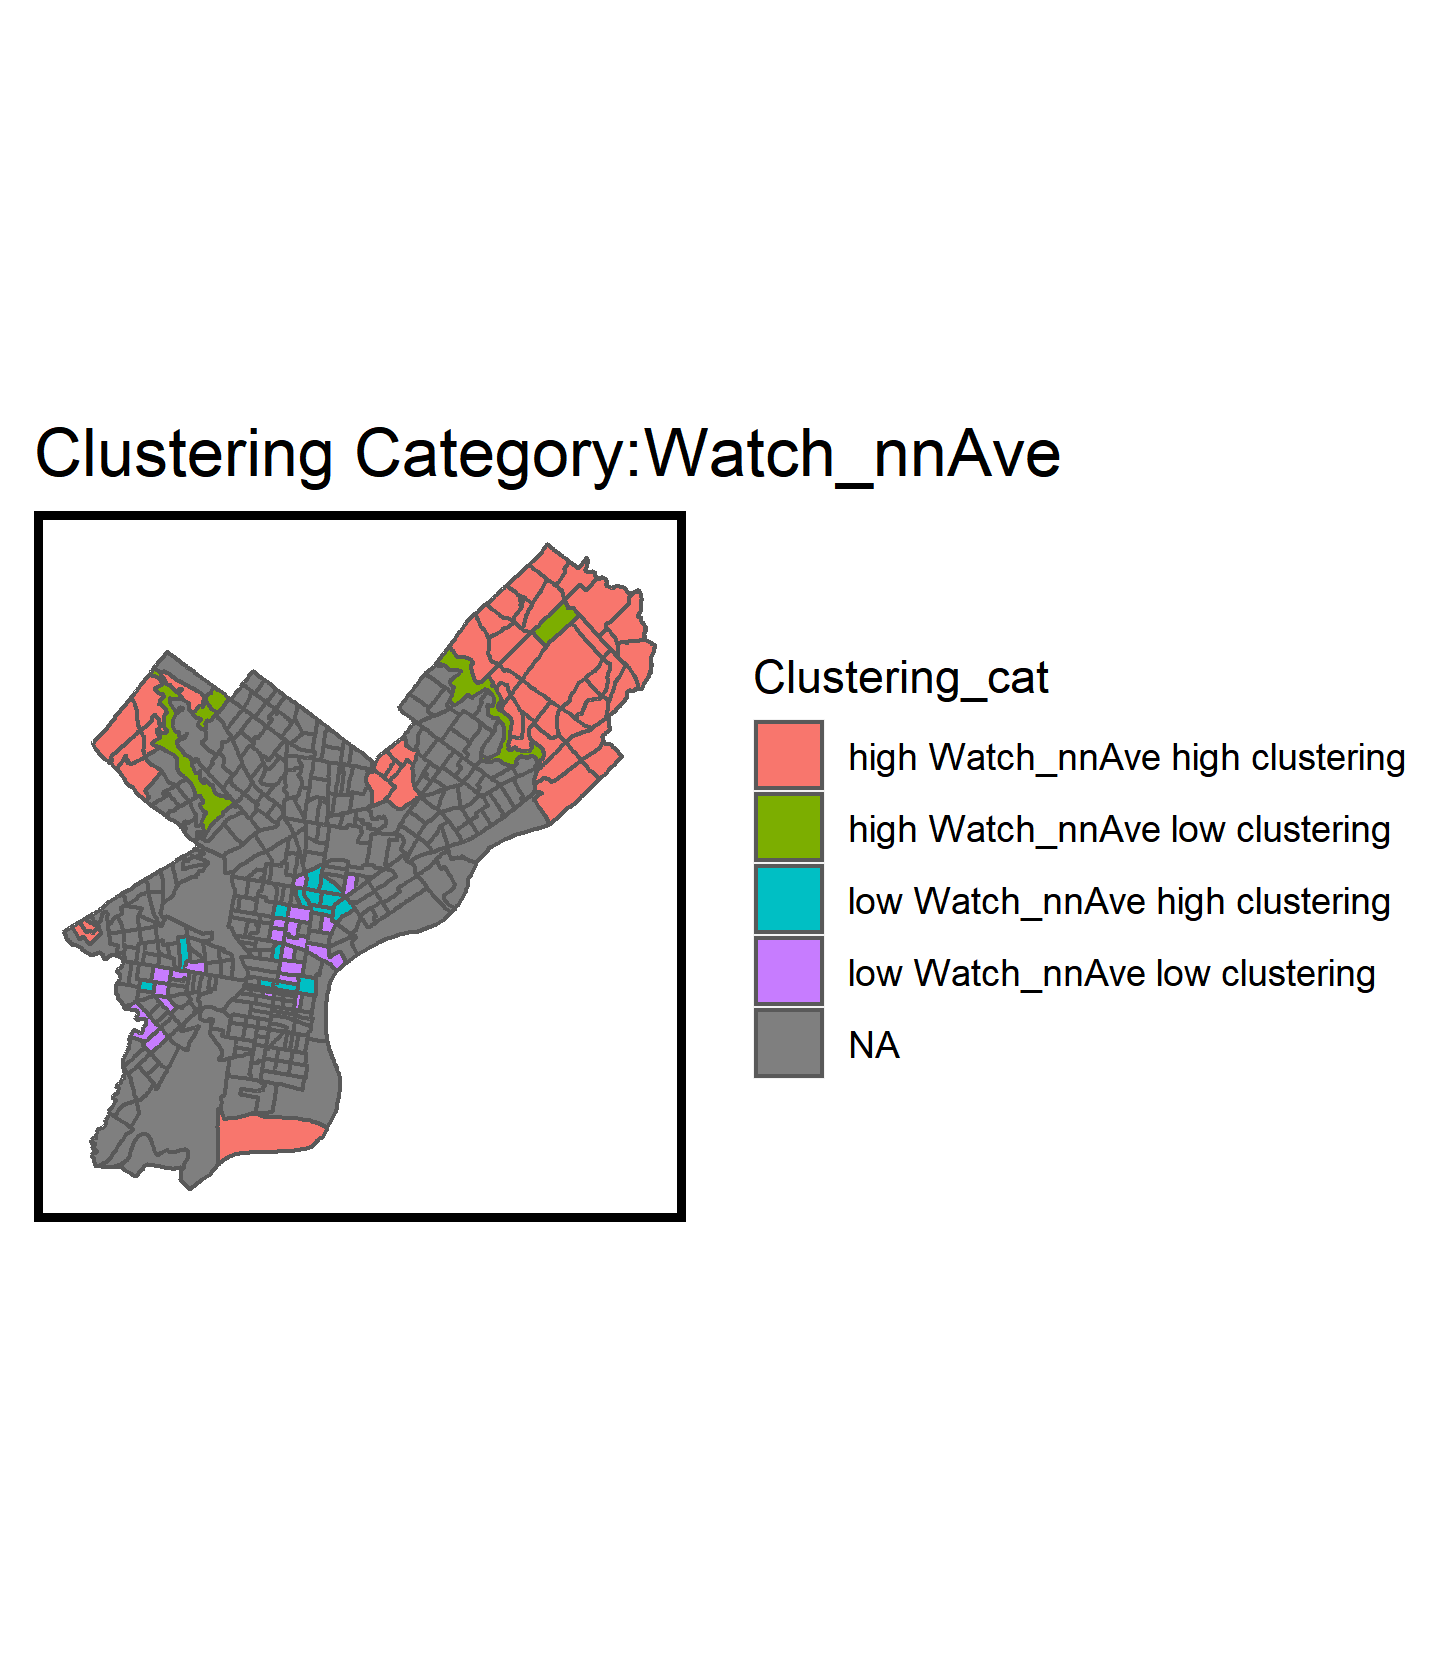 Clustering Category:Watch_nnAve
Clustering_cat
high Watch_nnAve high clustering
high Watch_nnAve low clustering
low Watch_nnAve high clustering
low Watch_nnAve low clustering
NA